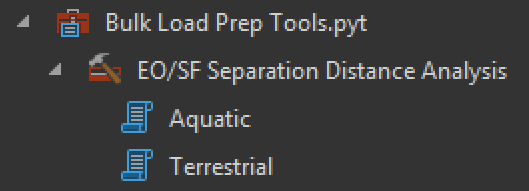 Bulk Load Prep Tools.pyt
EO/SF Separation Distance Analysis
Aquatic
Terrestrial